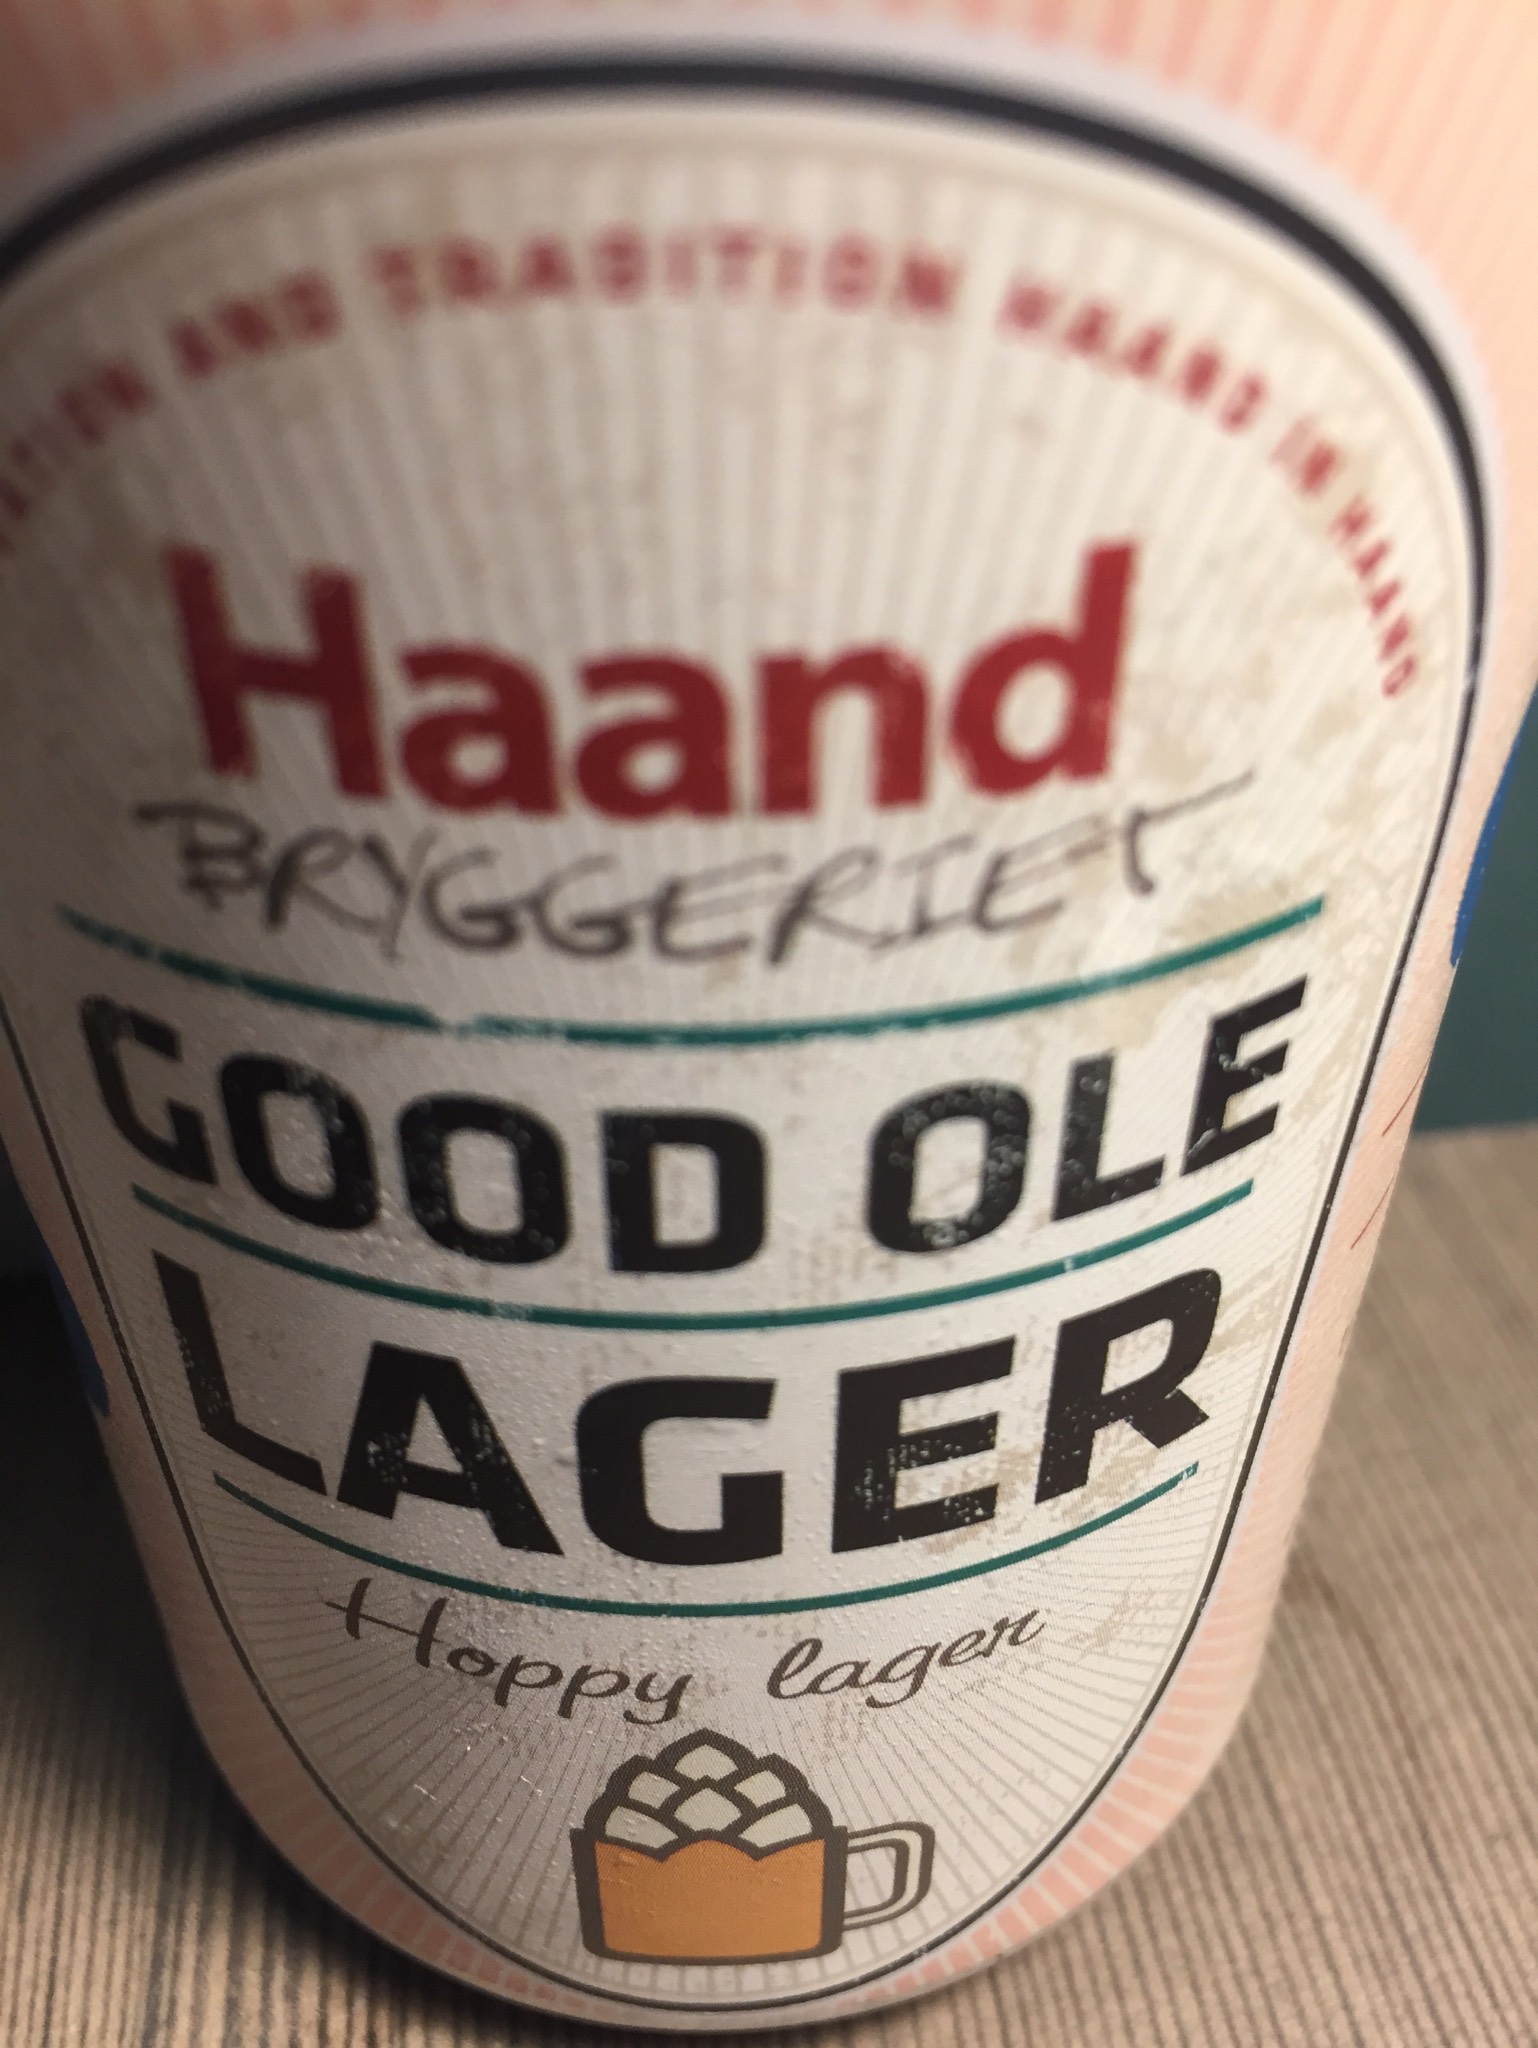 AND TRADITION HAAND IN HAAND
Haand
BRYGGERIET
GOOD OLE
LAGER
Hoppy lager